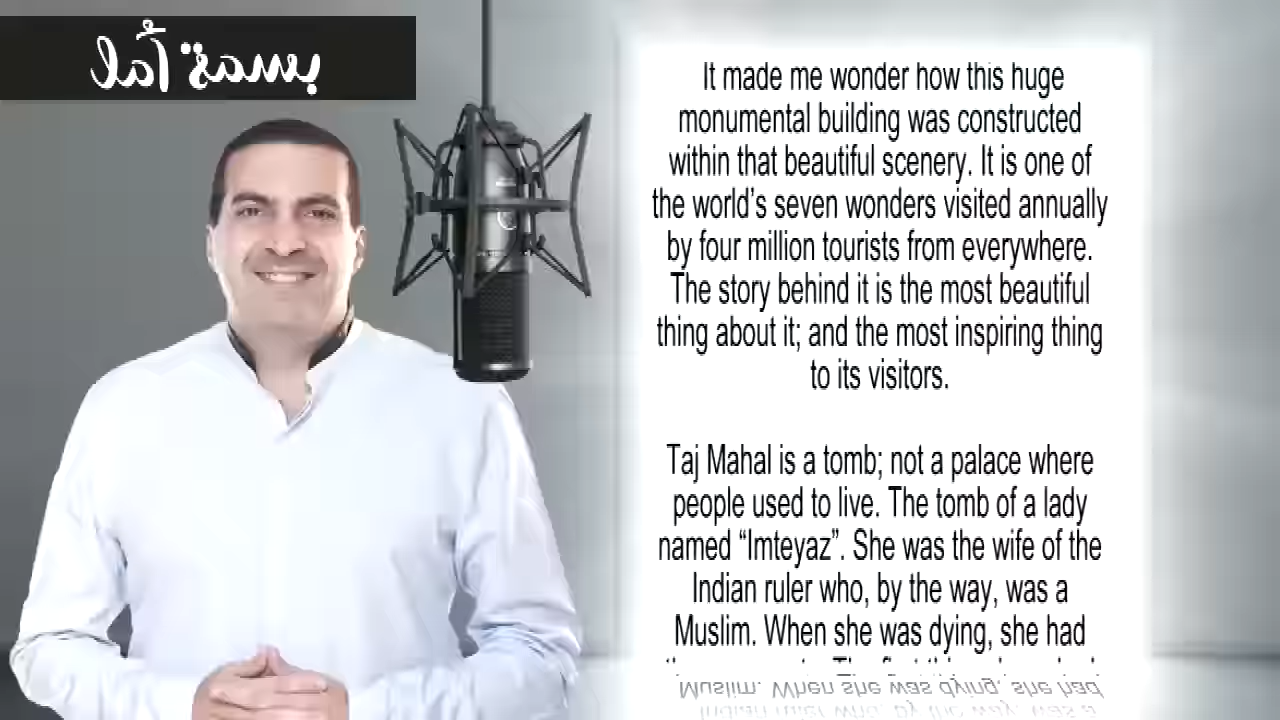 بسمة أمل
It made me wonder how this huge
monumental building was constructed
within that beautiful scenery. It is one of
the world's seven wonders visited annually
by four million tourists from everywhere.
The story behind it is the most beautiful
thing about it; and the most inspiring thing
to its visitors.
Taj Mahal is a tomb; not a palace where
people used to live. The tomb of a lady
named “Imteyaz”. She was the wife of the
Indian ruler who, by the way, was a
Muslim. When she was dying, she had